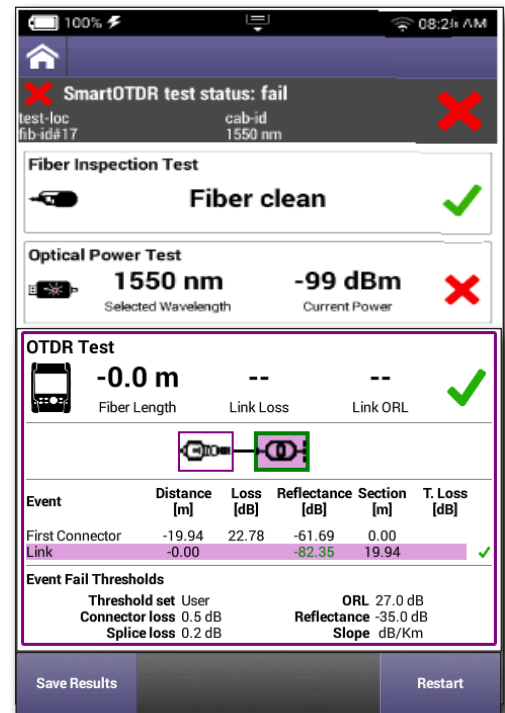 100%
08:24 AM
SmartOTDR test status: fail
test-loc cab-id
fib-id#17 1550 nm
Fiber Inspection Test
Fiber clean
Optical Power Test
1550 nm -99 dBm
Selected Wavelength Current Power
OTDR Test
-0.0 m -- --
Fiber Length Link Loss Link ORL
Event Distance [m] Loss [dB] Reflectance [dB] Section [m] T. Loss [dB]
First Connector -19.94 22.78 -61.69 0.00
Link -0.00 -82.35 19.94
Event Fail Thresholds
Threshold set User ORL 27.0 dB
Connector loss 0.5 dB Reflectance -35.0 dB
Splice loss 0.2 dB Slope dB/Km
Save Results Restart